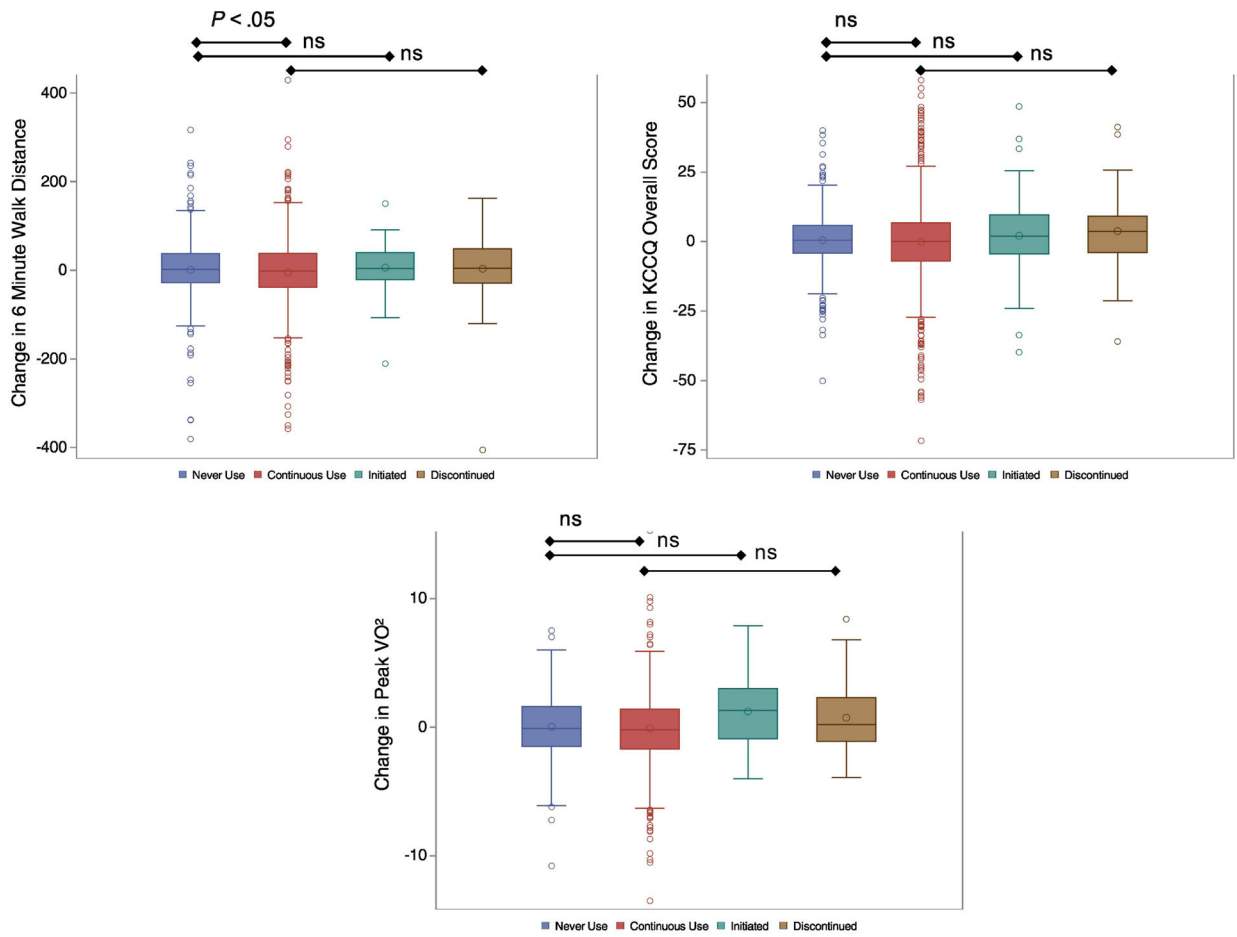 P < .05
ns
ns
Change in 6 Minute Walk Distance
400
200
0
-200
-400
Never Use Continuous Use Initiated Discontinued
ns
ns
ns
Change in KCCQ Overall Score
50
25
0
-25
-50
-75
Never Use Continuous Use Initiated Discontinued
ns
ns
ns
Change in Peak VO²
10
0
-10
Never Use Continuous Use Initiated Discontinued